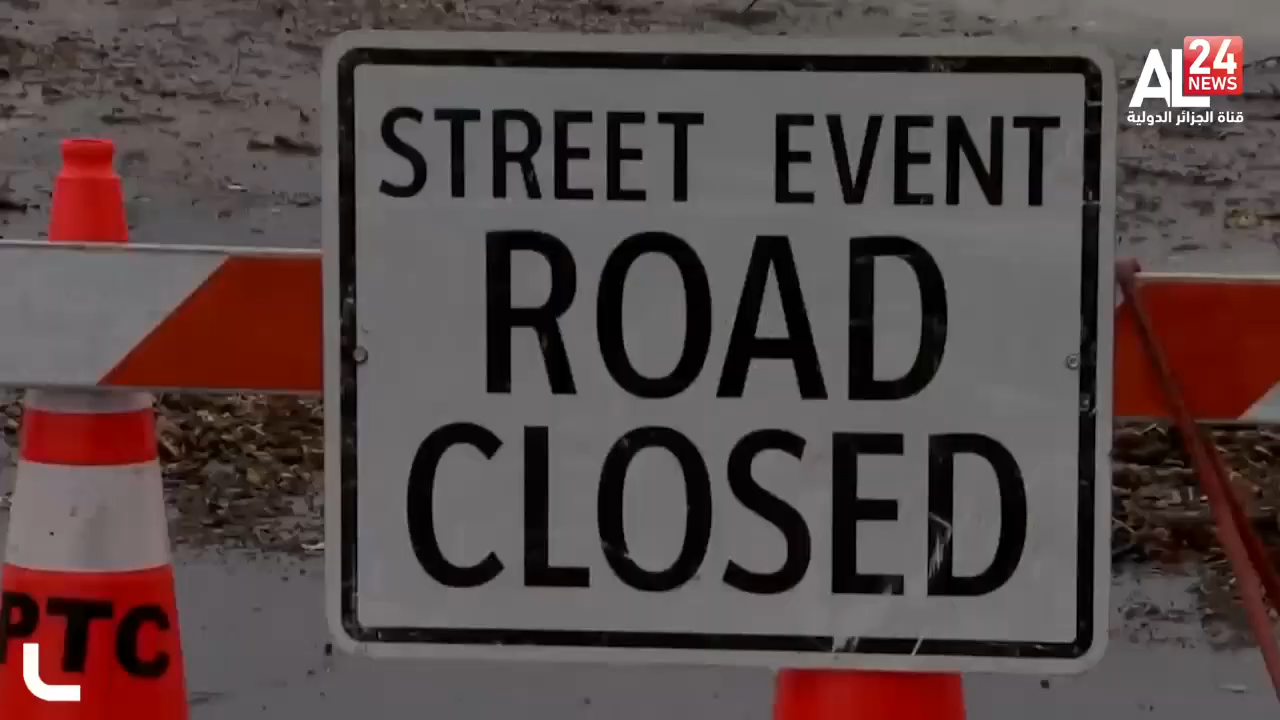 STREET EVENT
ROAD
CLOSED
AL 24
NEWS
قناة الجزائر الدولية
PTC